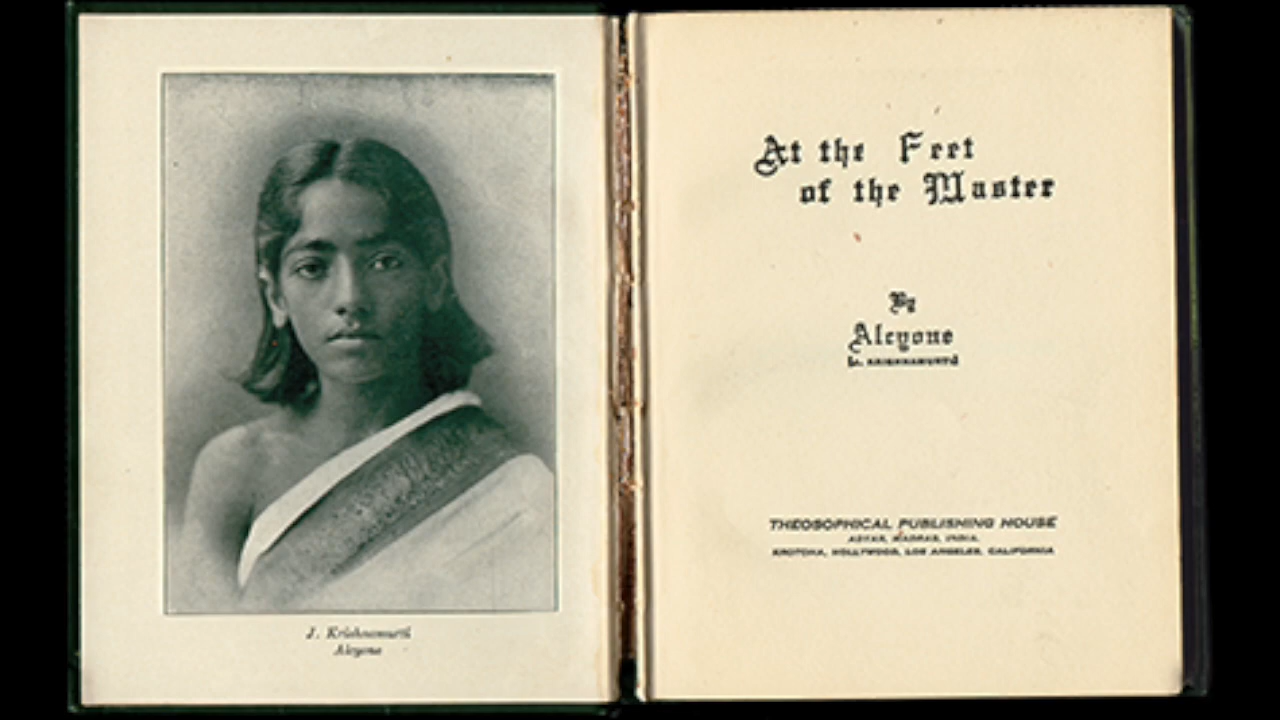 J. Krishnamurti
Alcyone
At the Feet
of the Master
By
Alcyone
KRISHNAMURTI
THEOSOPHICAL PUBLISHING HOUSE
ADYAR, MADRAS, INDIA.
KROTONA, HOLLYWOOD, LOS ANGELES, CALIFORNIA